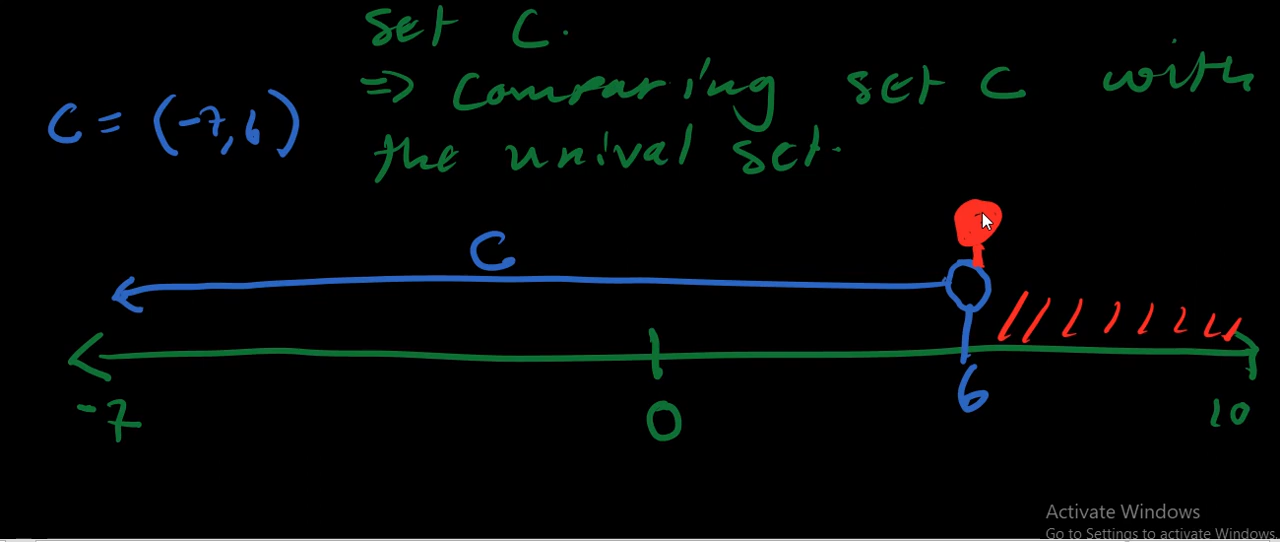 set C.
⇒ Comparing set C with
the unival set.
C = (-7, 6)
C
-7 0 6 10
Activate Windows
Go to Settings to activate Windows.